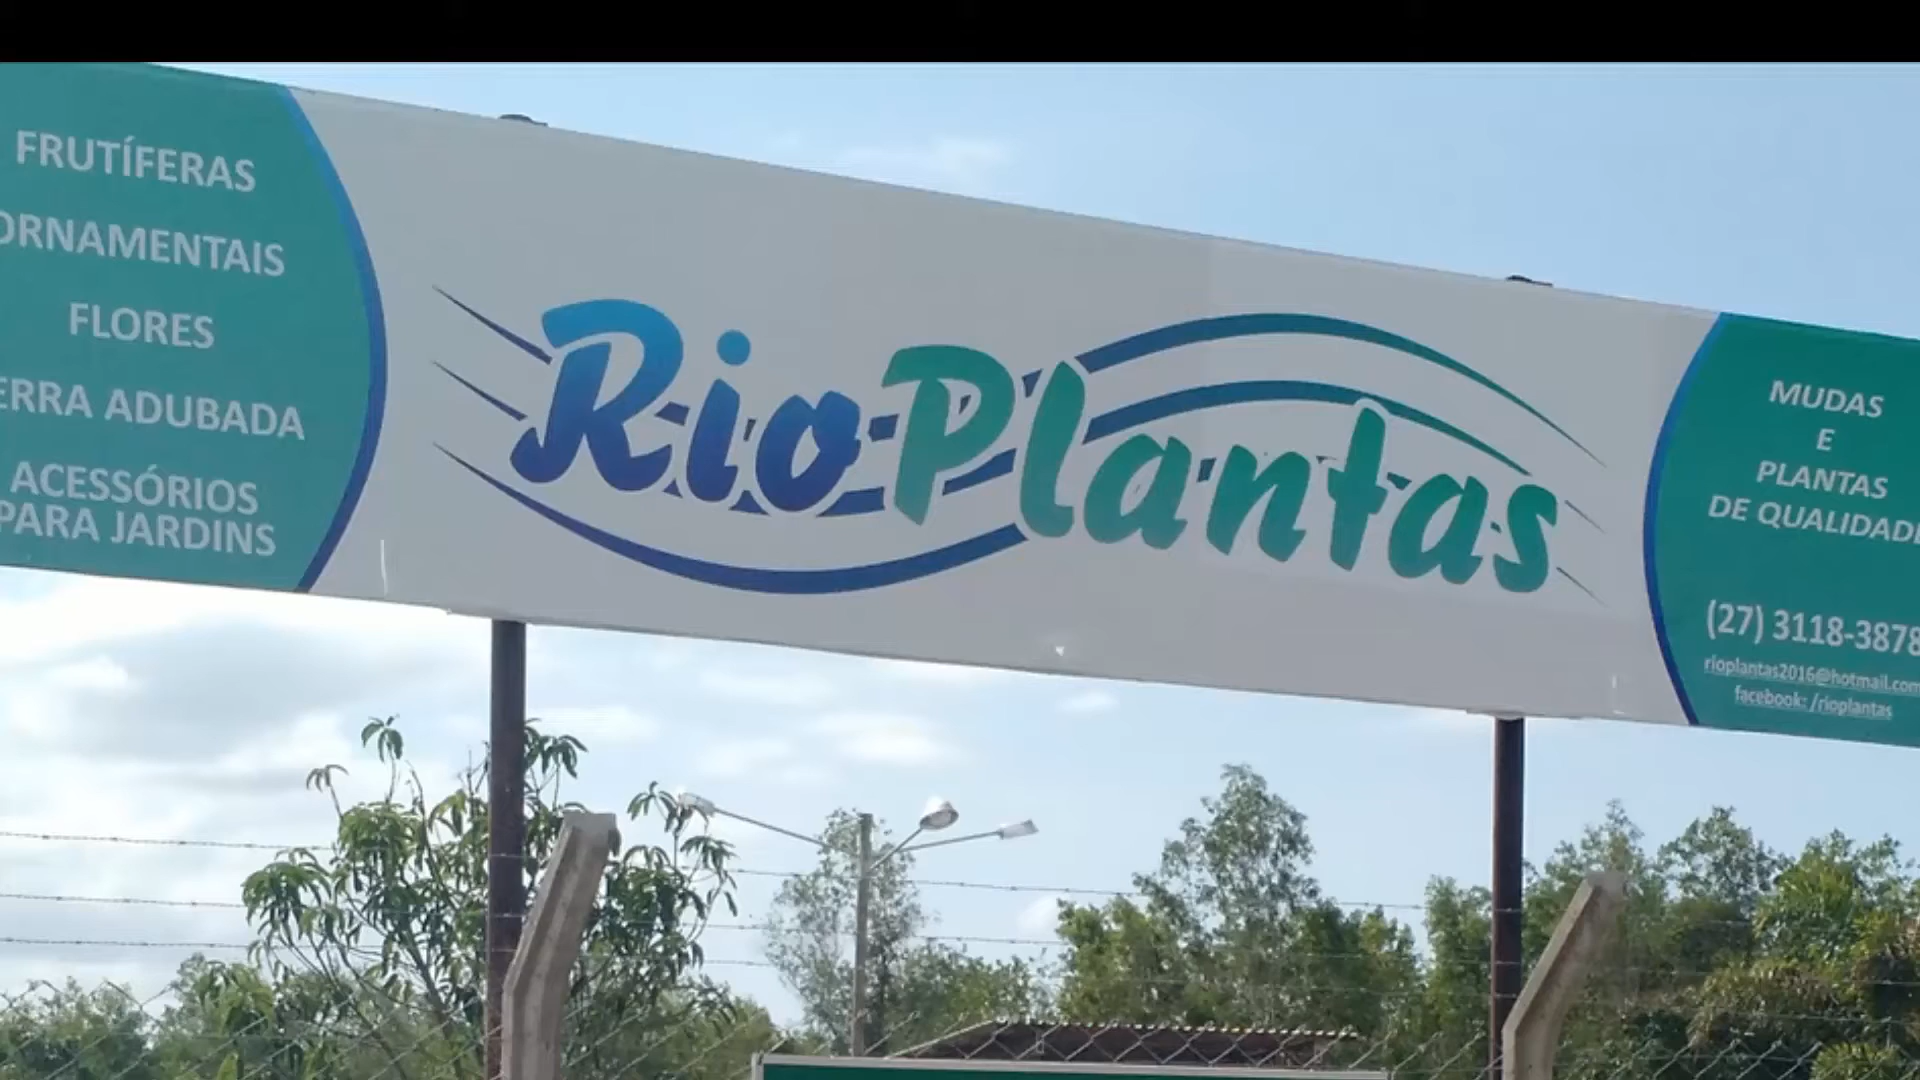 FRUTÍFERAS
ORNAMENTAIS
FLORES
ERRA ADUBADA
ACESSÓRIOS
PARA JARDINS
RioPlantas
MUDAS
E
PLANTAS
DE QUALIDADE
(27) 3118-3878
rioplantas2016@hotmail.com
facebook: /rioplantas